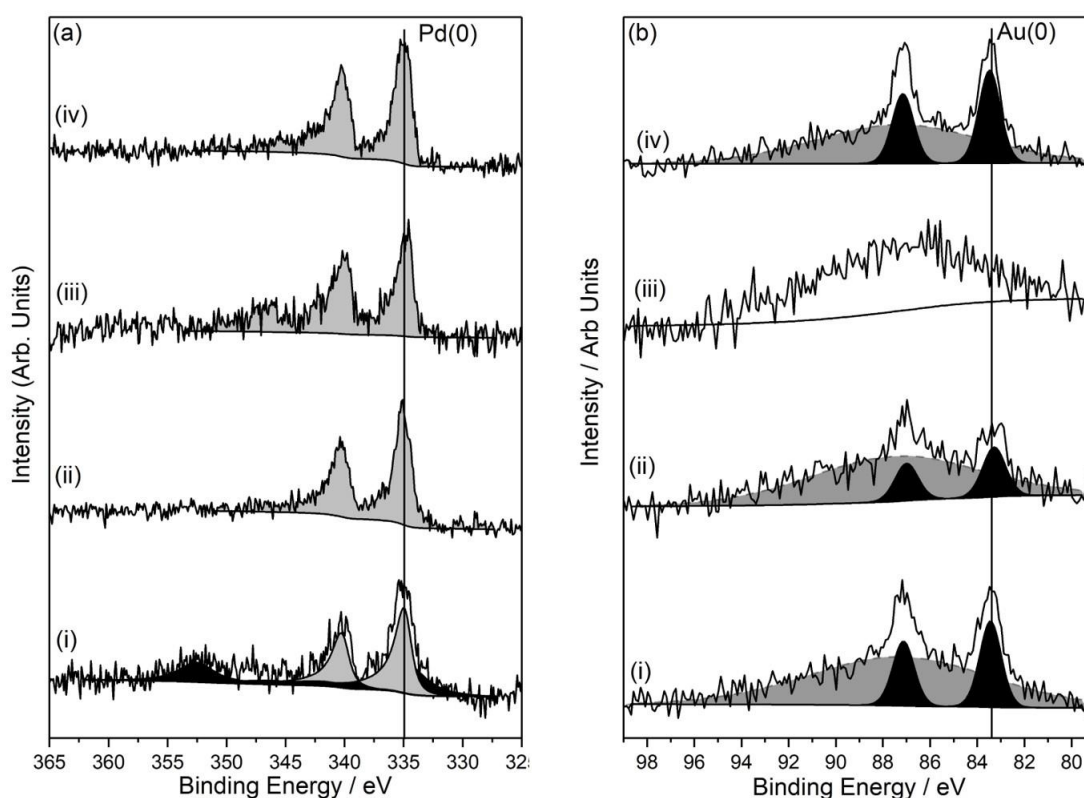 (a) Pd(0)
(iv)
(iii)
(ii)
(i)
Intensity (Arb. Units)
365 360 355 350 345 340 335 330 325
Binding Energy / eV
(b) Au(0)
(iv)
(iii)
(ii)
(i)
Intensity / Arb Units
98 96 94 92 90 88 86 84 82 80
Binding Energy / eV